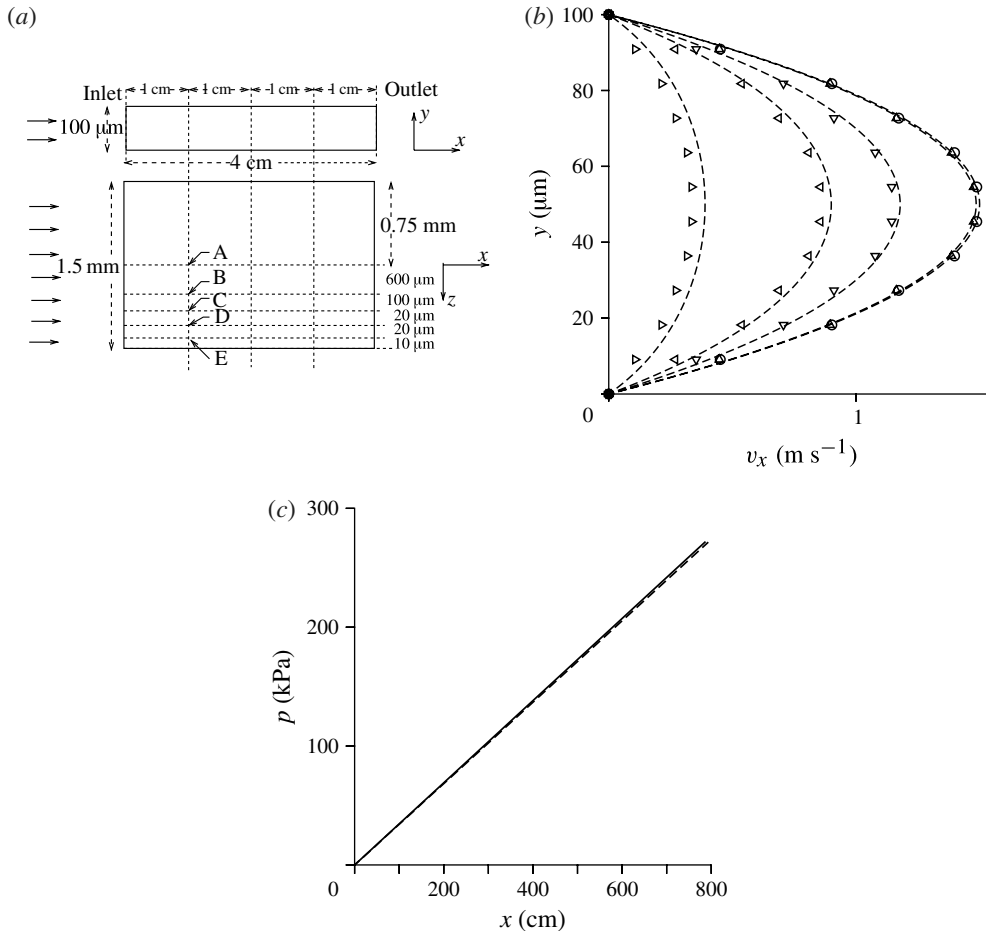 (a)
1 cm 1 cm 1 cm 1 cm
Inlet
Outlet
100 μm
y
x
4 cm
0.75 mm
1.5 mm
A
x
B
600 μm
z
C
100 μm
D
20 μm
20 μm
E
10 μm
(b)
100
80
60
40
20
0
y (μm)
1
v_x (m s⁻¹)
(c)
300
200
100
0
p (kPa)
0 200 400 600 800
x (cm)